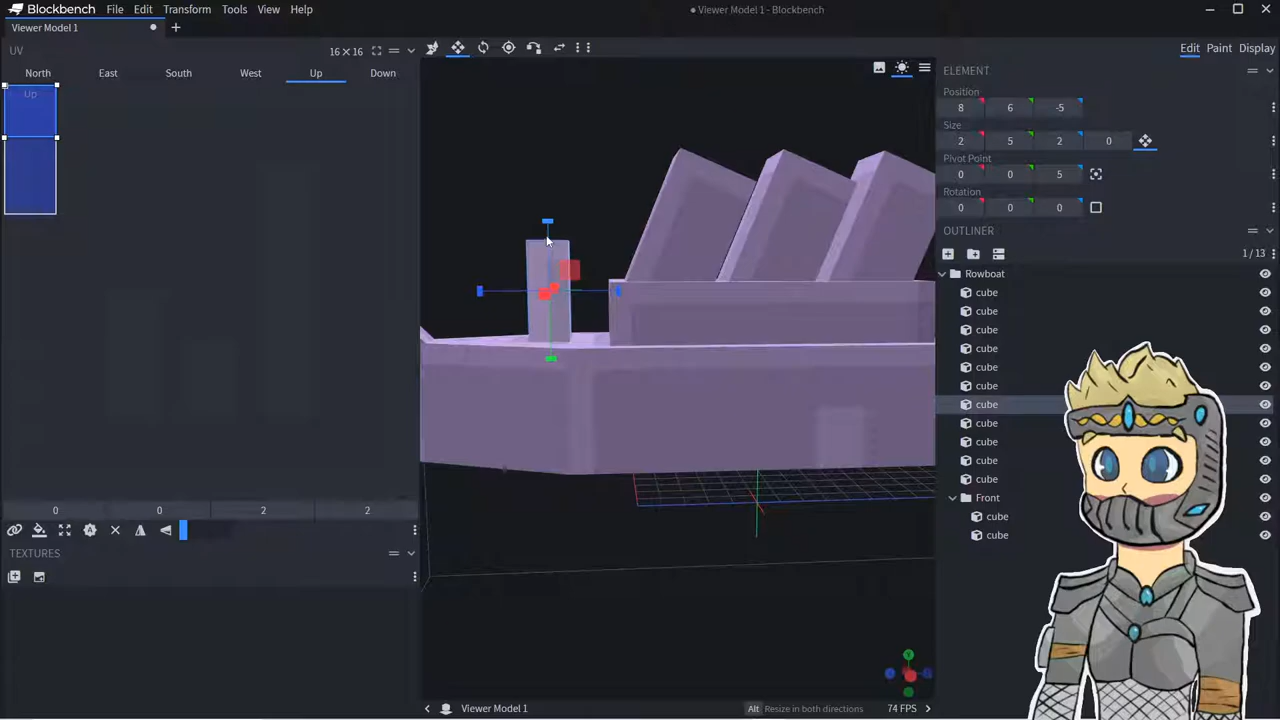 Blockbench File Edit Transform Tools View Help
Viewer Model 1 - Blockbench
Viewer Model 1
UV
16 × 16
North East South West Up Down
Up
0 0 2 2
TEXTURES
Alt Resize in both directions
Viewer Model 1
74 FPS
Y
Edit Paint Display
ELEMENT
Position
8 6 -5
Size
2 5 2 0
Pivot Point
0 0 5
Rotation
0 0 0
OUTLINER
1 / 13
Rowboat
cube
cube
cube
cube
cube
cube
cube
cube
cube
cube
cube
Front
cube
cube